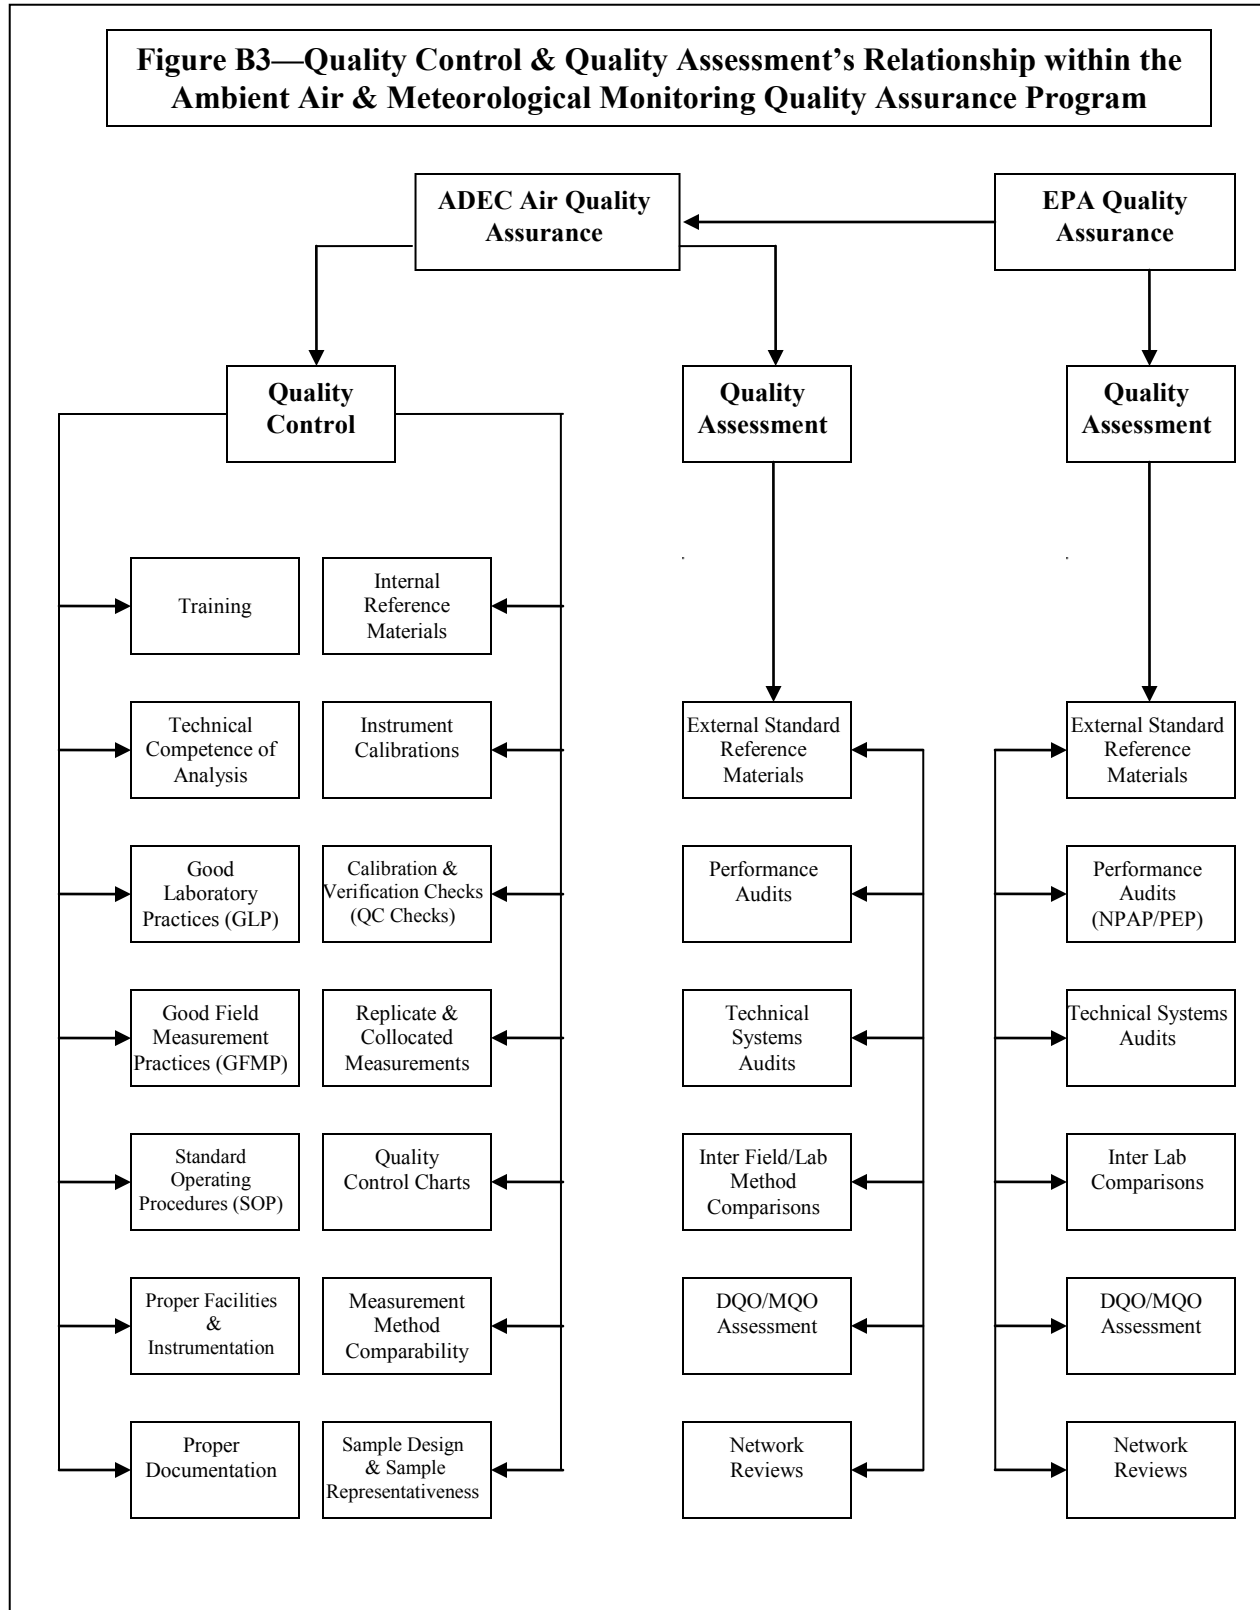 Figure B3—Quality Control & Quality Assessment’s Relationship within the
Ambient Air & Meteorological Monitoring Quality Assurance Program
ADEC Air Quality
Assurance
EPA Quality
Assurance
Quality
Control
Quality
Assessment
Quality
Assessment
Training
Internal
Reference
Materials
Technical
Competence of
Analysis
Instrument
Calibrations
External Standard
Reference
Materials
External Standard
Reference
Materials
Good
Laboratory
Practices (GLP)
Calibration &
Verification Checks
(QC Checks)
Performance
Audits
Performance
Audits
(NPAP/PEP)
Good Field
Measurement
Practices (GFMP)
Replicate &
Collocated
Measurements
Technical
Systems
Audits
Technical Systems
Audits
Standard
Operating
Procedures (SOP)
Quality
Control Charts
Inter Field/Lab
Method
Comparisons
Inter Lab
Comparisons
Proper Facilities
&
Instrumentation
Measurement
Method
Comparability
DQO/MQO
Assessment
DQO/MQO
Assessment
Proper
Documentation
Sample Design
& Sample
Representativeness
Network
Reviews
Network
Reviews